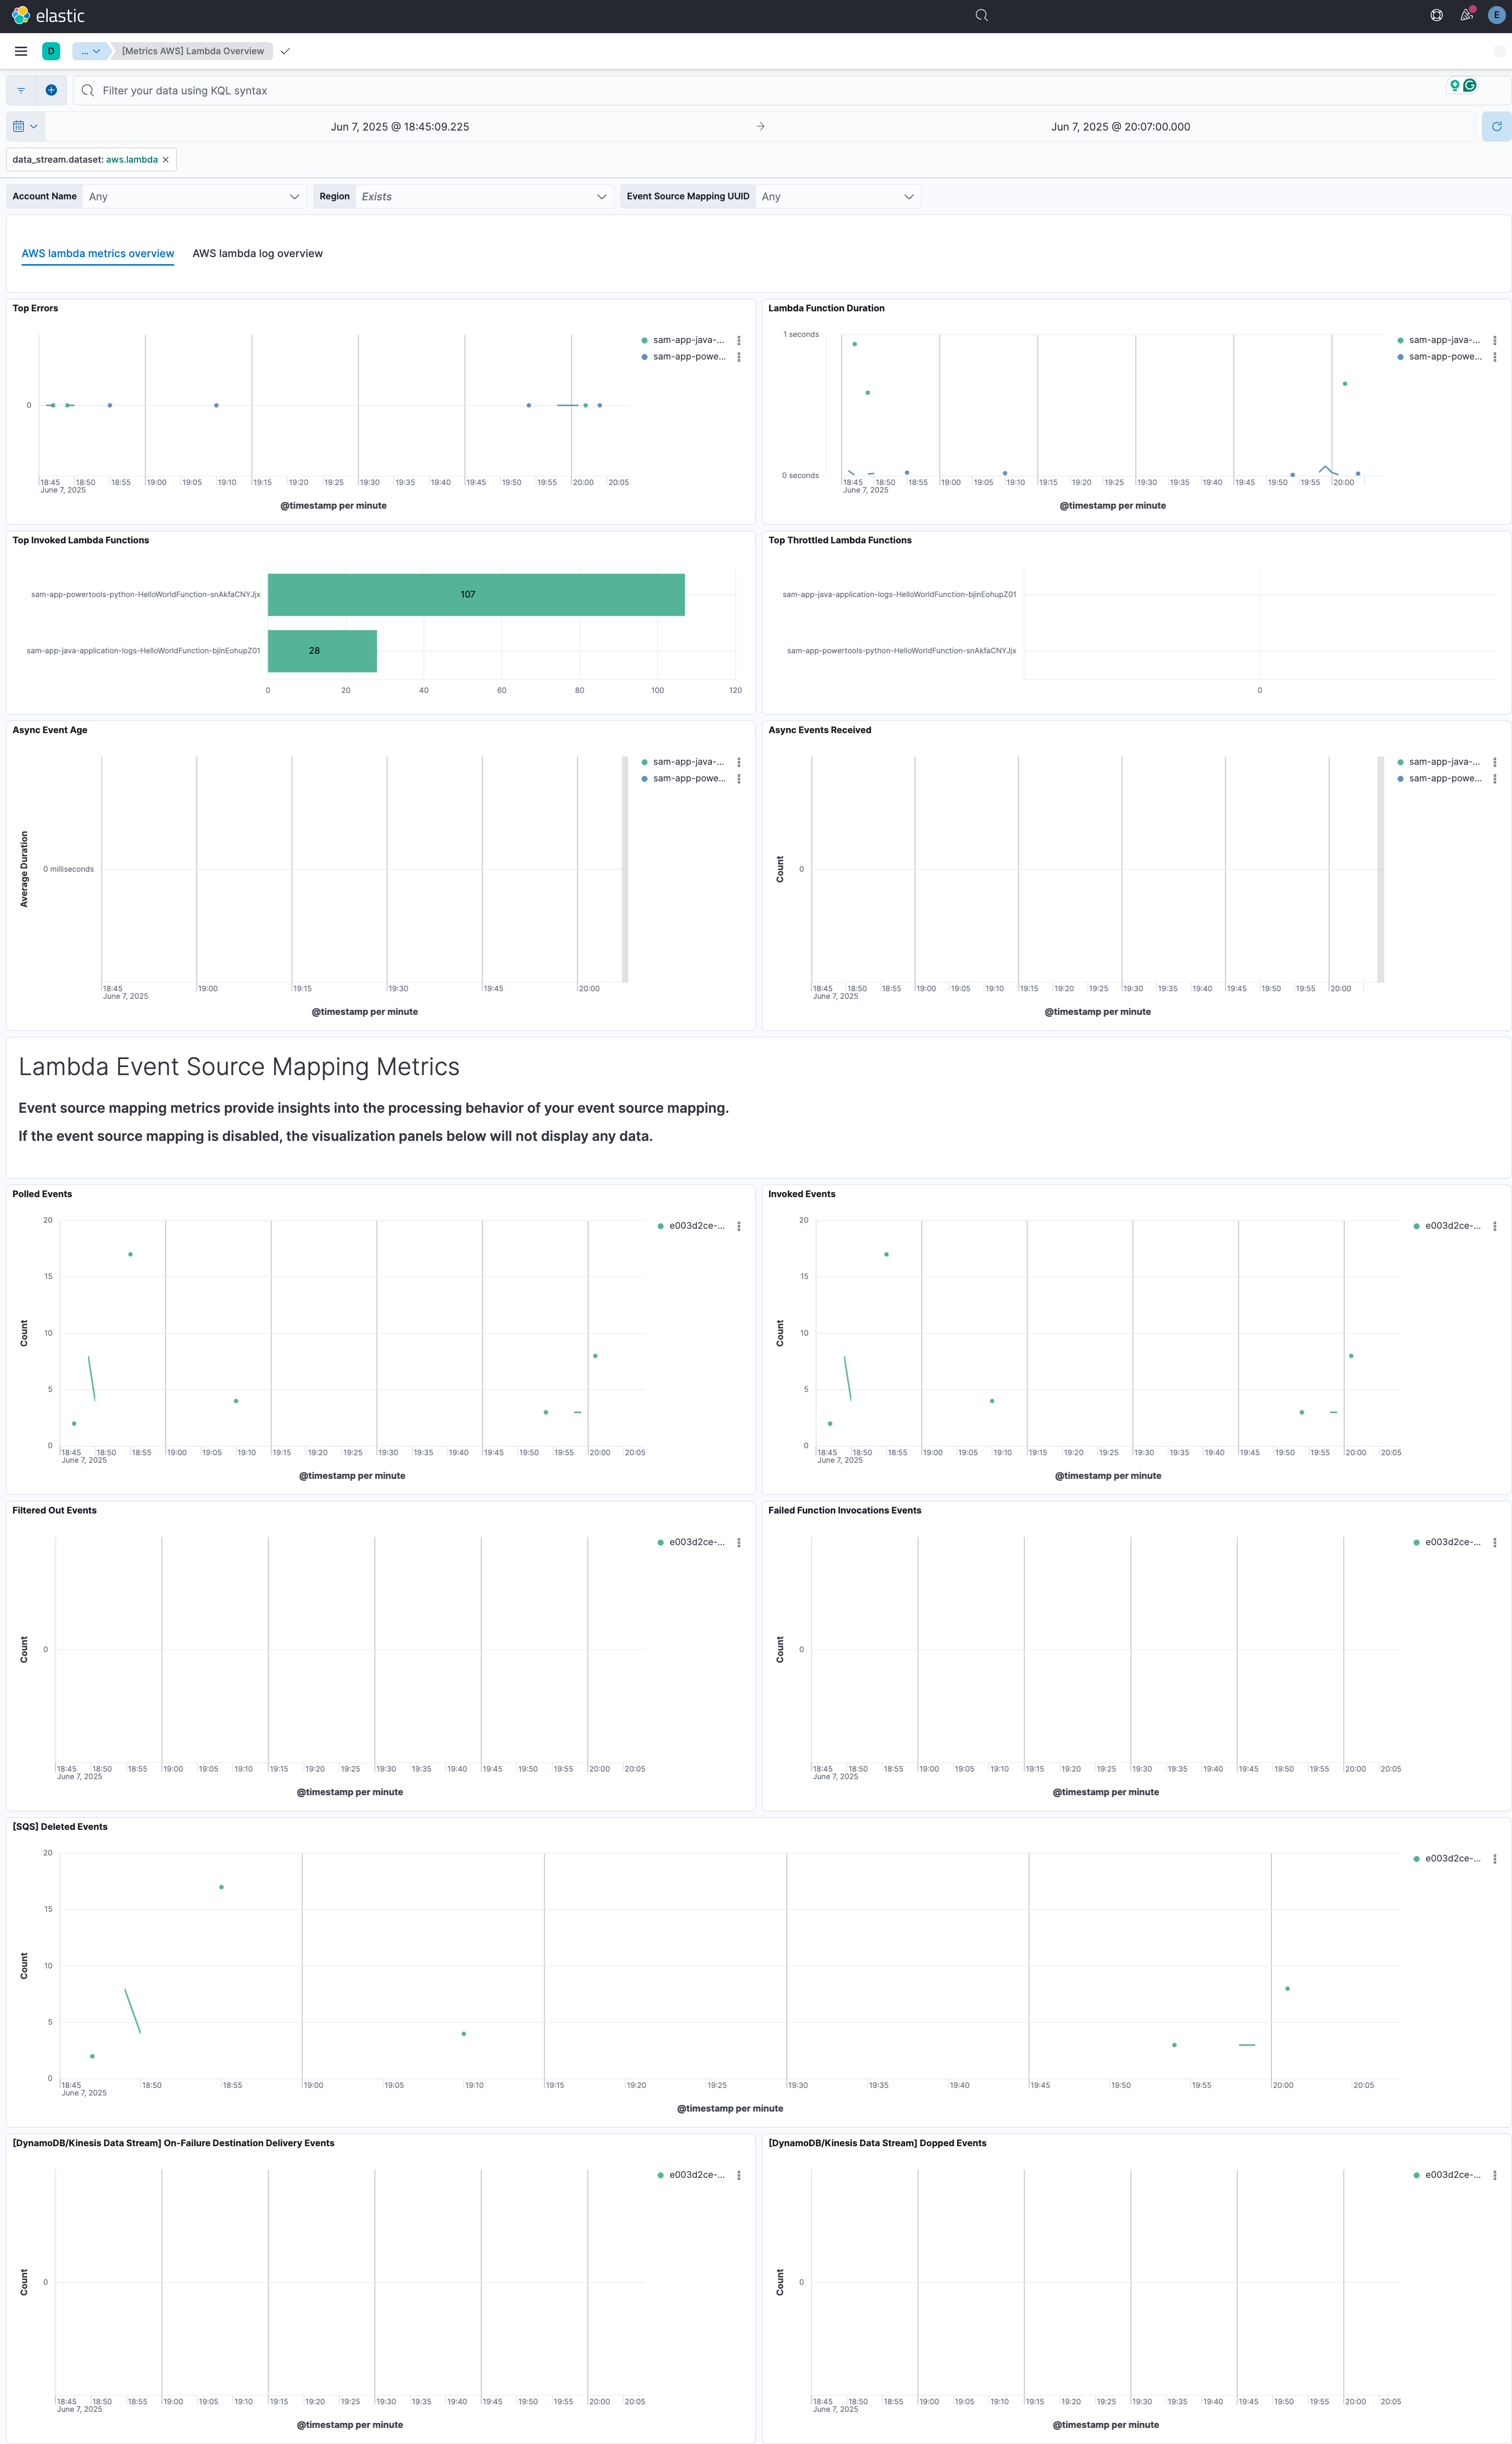 elastic
E
D
...
[Metrics AWS] Lambda Overview
Filter your data using KQL syntax
Jun 7, 2025 @ 18:45:09.225
Jun 7, 2025 @ 20:07:00.000
data_stream.dataset: aws.lambda
Account Name Any
Region Exists
Event Source Mapping UUID Any
AWS lambda metrics overview AWS lambda log overview
Top Errors
0
18:45 18:50 18:55 19:00 19:05 19:10 19:15 19:20 19:25 19:30 19:35 19:40 19:45 19:50 19:55 20:00 20:05
June 7, 2025
@timestamp per minute
sam-app-java-...
sam-app-powe...
Lambda Function Duration
1 seconds
0 seconds
18:45 18:50 18:55 19:00 19:05 19:10 19:15 19:20 19:25 19:30 19:35 19:40 19:45 19:50 19:55 20:00
June 7, 2025
@timestamp per minute
sam-app-java-...
sam-app-powe...
Top Invoked Lambda Functions
sam-app-powertools-python-HelloWorldFunction-snAkfaCNYJjx
107
sam-app-java-application-logs-HelloWorldFunction-bjinEohupZ01
28
0 20 40 60 80 100 120
Top Throttled Lambda Functions
sam-app-java-application-logs-HelloWorldFunction-bjinEohupZ01
sam-app-powertools-python-HelloWorldFunction-snAkfaCNYJjx
0
Async Event Age
Average Duration
0 milliseconds
18:45 19:00 19:15 19:30 19:45 20:00
June 7, 2025
@timestamp per minute
sam-app-java-...
sam-app-powe...
Async Events Received
Count
0
18:45 18:50 18:55 19:00 19:05 19:10 19:15 19:20 19:25 19:30 19:35 19:40 19:45 19:50 19:55 20:00
June 7, 2025
@timestamp per minute
sam-app-java-...
sam-app-powe...
Lambda Event Source Mapping Metrics
Event source mapping metrics provide insights into the processing behavior of your event source mapping.
If the event source mapping is disabled, the visualization panels below will not display any data.
Polled Events
Count
20
15
10
5
0
18:45 18:50 18:55 19:00 19:05 19:10 19:15 19:20 19:25 19:30 19:35 19:40 19:45 19:50 19:55 20:00 20:05
June 7, 2025
@timestamp per minute
e003d2ce-...
Invoked Events
Count
20
15
10
5
0
18:45 18:50 18:55 19:00 19:05 19:10 19:15 19:20 19:25 19:30 19:35 19:40 19:45 19:50 19:55 20:00 20:05
June 7, 2025
@timestamp per minute
e003d2ce-...
Filtered Out Events
Count
0
18:45 18:50 18:55 19:00 19:05 19:10 19:15 19:20 19:25 19:30 19:35 19:40 19:45 19:50 19:55 20:00 20:05
June 7, 2025
@timestamp per minute
e003d2ce-...
Failed Function Invocations Events
Count
0
18:45 18:50 18:55 19:00 19:05 19:10 19:15 19:20 19:25 19:30 19:35 19:40 19:45 19:50 19:55 20:00 20:05
June 7, 2025
@timestamp per minute
e003d2ce-...
[SQS] Deleted Events
Count
20
15
10
5
0
18:45 18:50 18:55 19:00 19:05 19:10 19:15 19:20 19:25 19:30 19:35 19:40 19:45 19:50 19:55 20:00 20:05
June 7, 2025
@timestamp per minute
e003d2ce-...
[DynamoDB/Kinesis Data Stream] On-Failure Destination Delivery Events
Count
0
18:45 18:50 18:55 19:00 19:05 19:10 19:15 19:20 19:25 19:30 19:35 19:40 19:45 19:50 19:55 20:00 20:05
June 7, 2025
@timestamp per minute
e003d2ce-...
[DynamoDB/Kinesis Data Stream] Dopped Events
Count
0
18:45 18:50 18:55 19:00 19:05 19:10 19:15 19:20 19:25 19:30 19:35 19:40 19:45 19:50 19:55 20:00 20:05
June 7, 2025
@timestamp per minute
e003d2ce-...